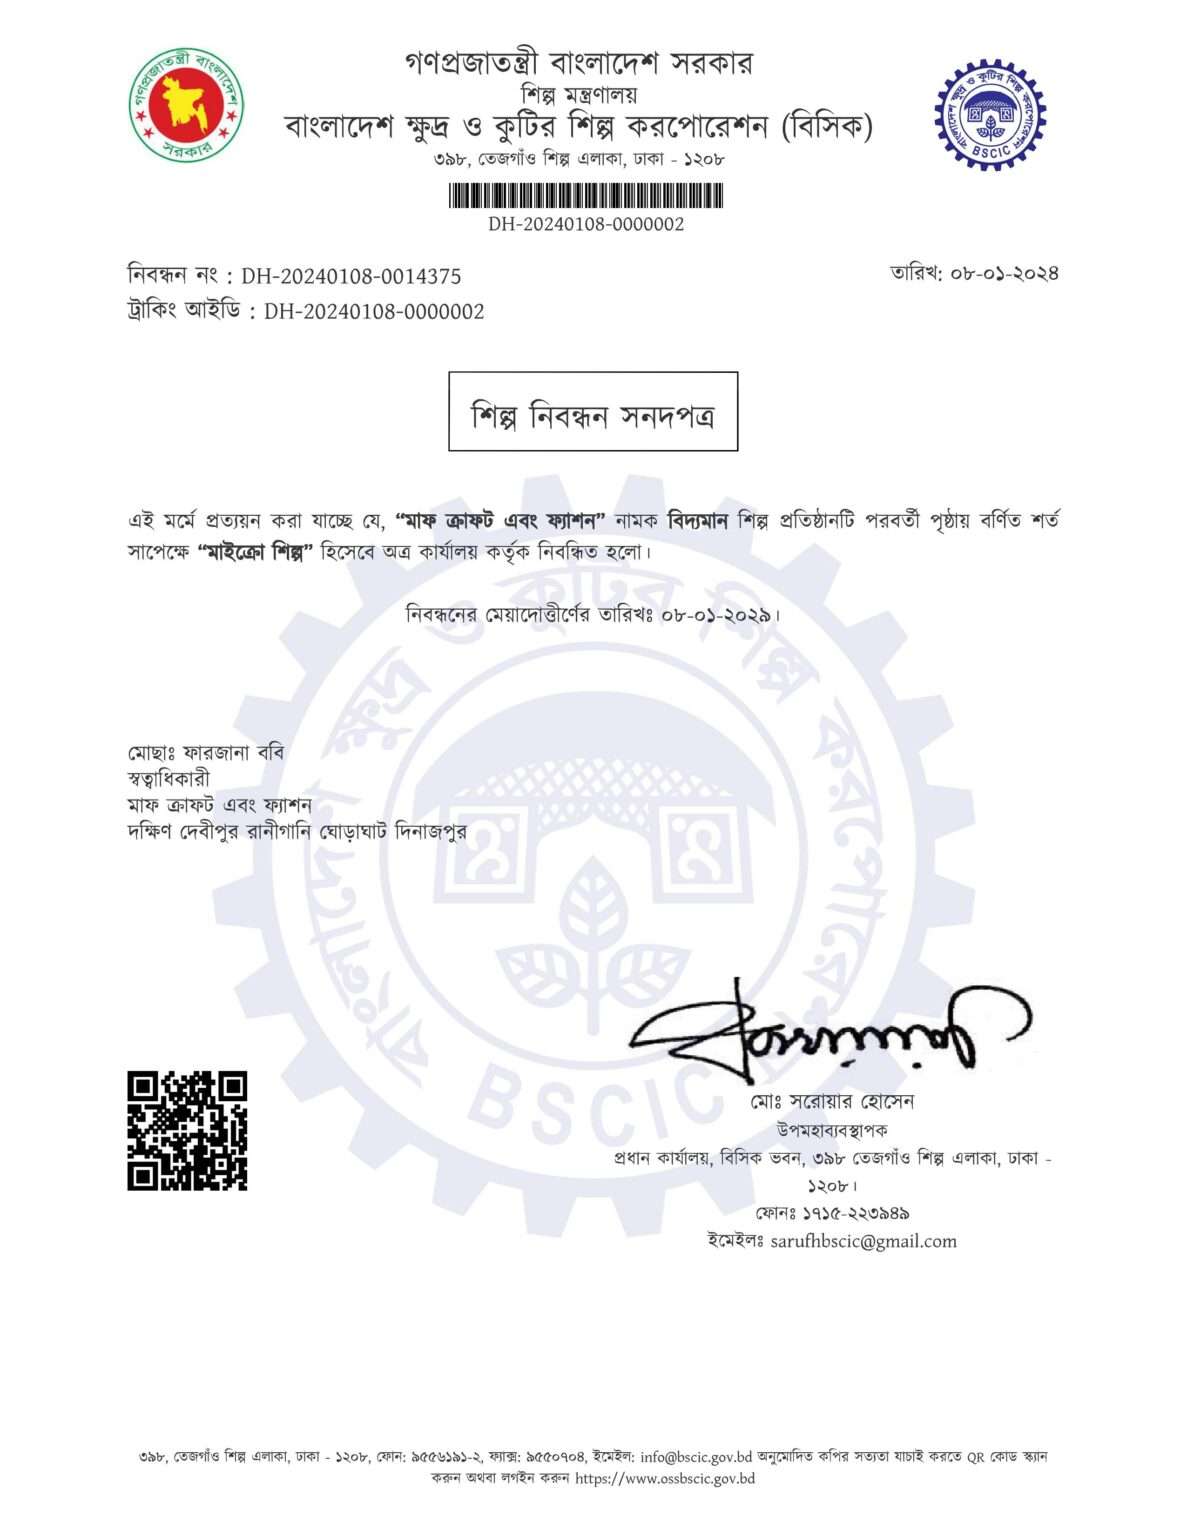 গণপ্রজাতন্ত্রী বাংলাদেশ সরকার
শিল্প মন্ত্রণালয়
বাংলাদেশ ক্ষুদ্র ও কুটির শিল্প করপোরেশন (বিসিক)
৩৯৮, তেজগাঁও শিল্প এলাকা, ঢাকা - ১২০৮
গণপ্রজাতন্ত্রী বাংলাদেশ
সরকার
বাংলাদেশ ক্ষুদ্র ও কুটির শিল্প করপোরেশন
BSCIC
DH-20240108-0000002
নিবন্ধন নং : DH-20240108-0014375
তারিখ: ০৮-০১-২০২৪
ট্রাকিং আইডি : DH-20240108-0000002
শিল্প নিবন্ধন সনদপত্র
এই মর্মে প্রত্যয়ন করা যাচ্ছে যে, “মাফ ক্রাফট এবং ফ্যাশন” নামক বিদ্যমান শিল্প প্রতিষ্ঠানটি পরবর্তী পৃষ্ঠায় বর্ণিত শর্ত
সাপেক্ষে “মাইক্রো শিল্প” হিসেবে অত্র কার্যালয় কর্তৃক নিবন্ধিত হলো।
নিবন্ধনের মেয়াদোত্তীর্ণের তারিখঃ ০৮-০১-২০২৯।
বাংলাদেশ ক্ষুদ্র ও কুটির শিল্প করপোরেশন
BSCIC
মোছাঃ ফারজানা ববি
স্বত্বাধিকারী
মাফ ক্রাফট এবং ফ্যাশন
দক্ষিণ দেবীপুর রানীগানি ঘোড়াঘাট দিনাজপুর
মোঃ সরোয়ার হোসেন
উপমহাব্যবস্থাপক
প্রধান কার্যালয়, বিসিক ভবন, ৩৯৮ তেজগাঁও শিল্প এলাকা, ঢাকা -
১২০৮।
ফোনঃ ১৭১৫-২২৩৯৪৯
ইমেইলঃ sarufhbscic@gmail.com
৩৯৮, তেজগাঁও শিল্প এলাকা, ঢাকা - ১২০৮, ফোন: ৯৫৫৬১৯১-২, ফ্যাক্স: ৯৫৫০৭০৪, ইমেইল: info@bscic.gov.bd অনুমোদিত কপির সত্যতা যাচাই করতে QR কোড স্ক্যান
করুন অথবা লগইন করুন https://www.ossbscic.gov.bd